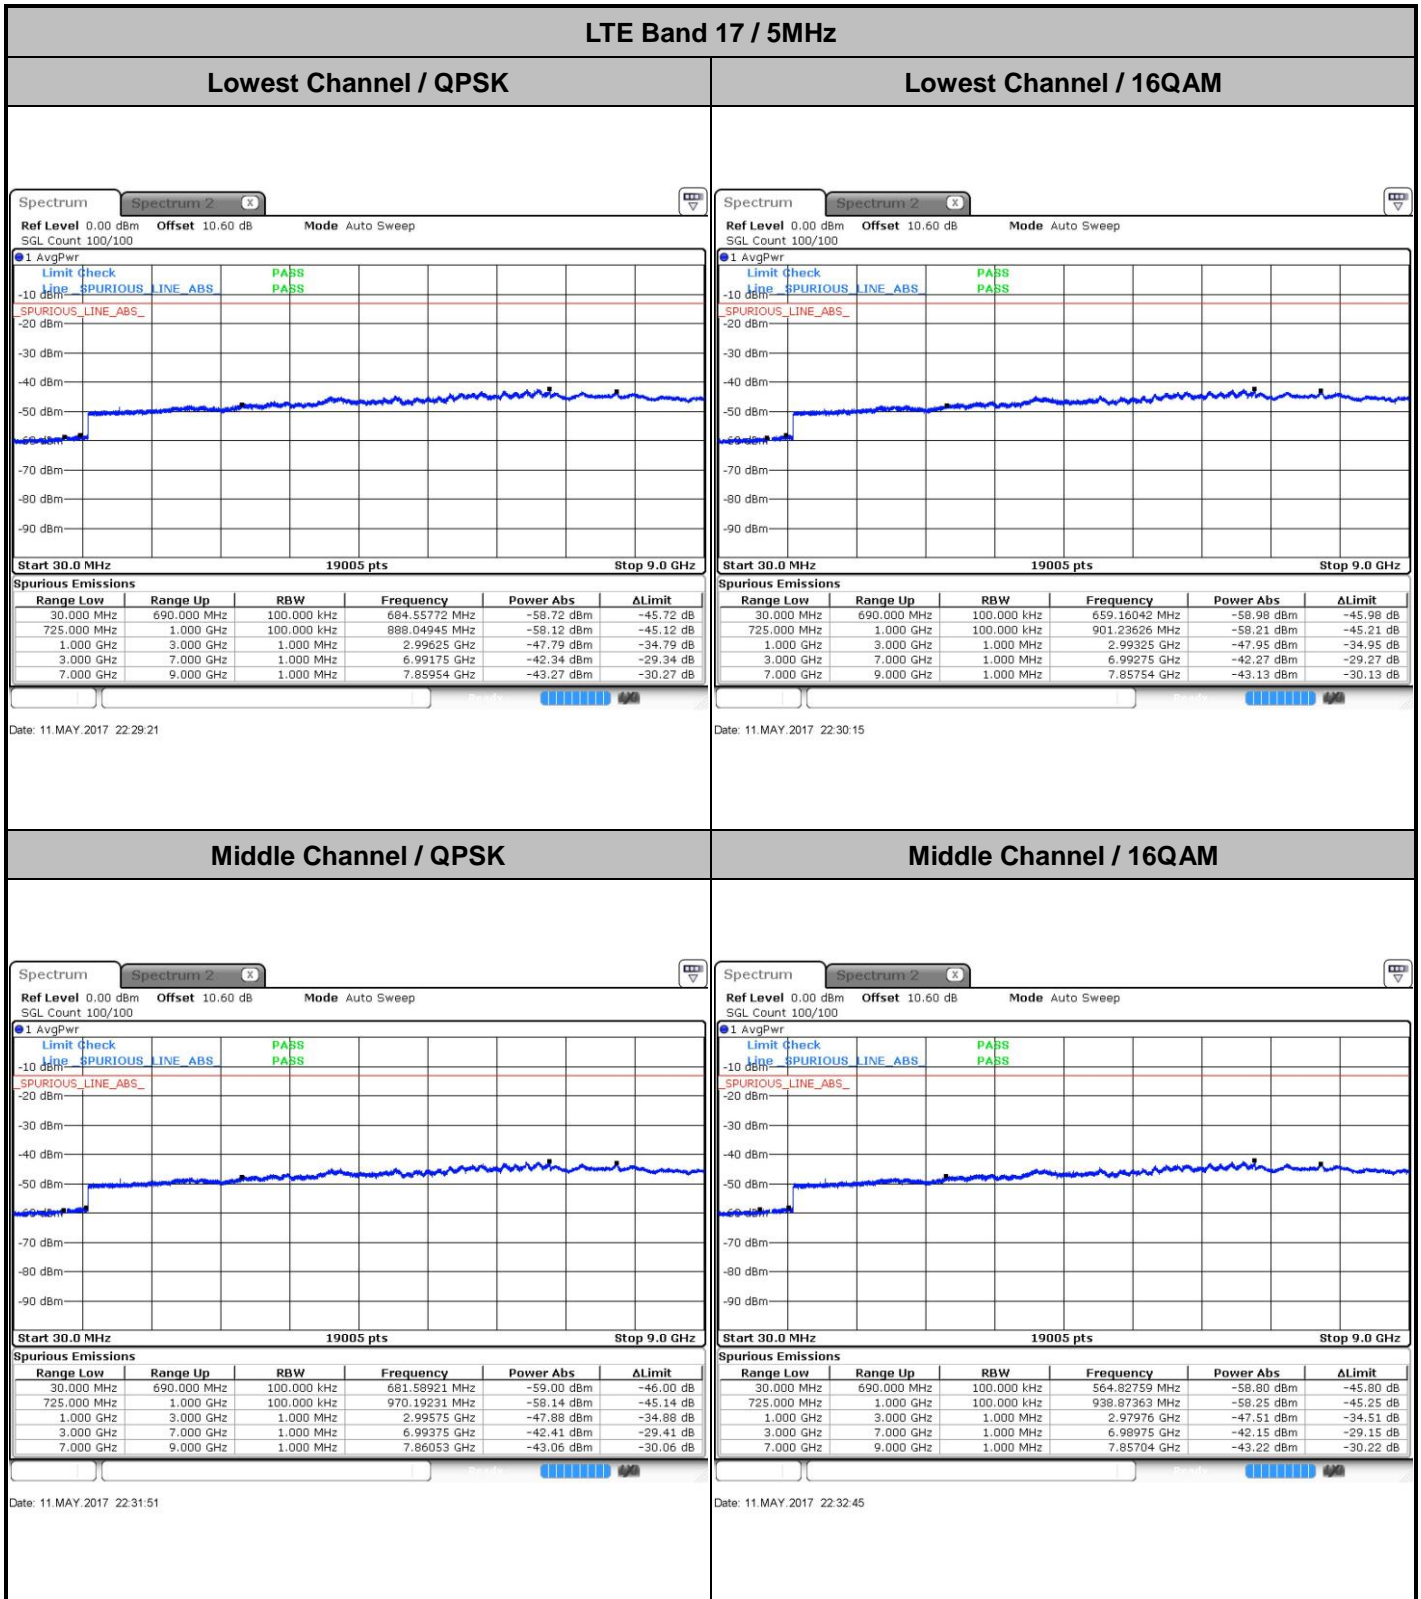 LTE Band 17 / 5MHz
Lowest Channel / QPSK
Lowest Channel / 16QAM
Spectrum Spectrum 2 X
Ref Level 0.00 dBm Offset 10.60 dB Mode Auto Sweep
SGL Count 100/100
1 AvgPwr
Limit Check PASS
Line _SPURIOUS_LINE_ABS_ PASS
-10 dBm
_SPURIOUS_LINE_ABS_
-20 dBm
-30 dBm
-40 dBm
-50 dBm
-60 dBm
-70 dBm
-80 dBm
-90 dBm
Start 30.0 MHz 19005 pts Stop 9.0 GHz
Spurious Emissions
Range Low Range Up RBW Frequency Power Abs ΔLimit
30.000 MHz 690.000 MHz 100.000 kHz 684.55772 MHz -58.72 dBm -45.72 dB
725.000 MHz 1.000 GHz 100.000 kHz 888.04945 MHz -58.12 dBm -45.12 dB
1.000 GHz 3.000 GHz 1.000 MHz 2.99625 GHz -47.79 dBm -34.79 dB
3.000 GHz 7.000 GHz 1.000 MHz 6.99175 GHz -42.34 dBm -29.34 dB
7.000 GHz 9.000 GHz 1.000 MHz 7.85954 GHz -43.27 dBm -30.27 dB
Date: 11.MAY.2017 22:29:21
Spectrum Spectrum 2 X
Ref Level 0.00 dBm Offset 10.60 dB Mode Auto Sweep
SGL Count 100/100
1 AvgPwr
Limit Check PASS
Line _SPURIOUS_LINE_ABS_ PASS
-10 dBm
_SPURIOUS_LINE_ABS_
-20 dBm
-30 dBm
-40 dBm
-50 dBm
-60 dBm
-70 dBm
-80 dBm
-90 dBm
Start 30.0 MHz 19005 pts Stop 9.0 GHz
Spurious Emissions
Range Low Range Up RBW Frequency Power Abs ΔLimit
30.000 MHz 690.000 MHz 100.000 kHz 659.16042 MHz -58.98 dBm -45.98 dB
725.000 MHz 1.000 GHz 100.000 kHz 901.23626 MHz -58.21 dBm -45.21 dB
1.000 GHz 3.000 GHz 1.000 MHz 2.99325 GHz -47.95 dBm -34.95 dB
3.000 GHz 7.000 GHz 1.000 MHz 6.99275 GHz -42.27 dBm -29.27 dB
7.000 GHz 9.000 GHz 1.000 MHz 7.85754 GHz -43.13 dBm -30.13 dB
Ready
Date: 11.MAY.2017 22:30:15
Middle Channel / QPSK
Middle Channel / 16QAM
Spectrum Spectrum 2 X
Ref Level 0.00 dBm Offset 10.60 dB Mode Auto Sweep
SGL Count 100/100
1 AvgPwr
Limit Check PASS
Line _SPURIOUS_LINE_ABS_ PASS
-10 dBm
_SPURIOUS_LINE_ABS_
-20 dBm
-30 dBm
-40 dBm
-50 dBm
-60 dBm
-70 dBm
-80 dBm
-90 dBm
Start 30.0 MHz 19005 pts Stop 9.0 GHz
Spurious Emissions
Range Low Range Up RBW Frequency Power Abs ΔLimit
30.000 MHz 690.000 MHz 100.000 kHz 681.58921 MHz -59.00 dBm -46.00 dB
725.000 MHz 1.000 GHz 100.000 kHz 970.19231 MHz -58.14 dBm -45.14 dB
1.000 GHz 3.000 GHz 1.000 MHz 2.99575 GHz -47.88 dBm -34.88 dB
3.000 GHz 7.000 GHz 1.000 MHz 6.99375 GHz -42.41 dBm -29.41 dB
7.000 GHz 9.000 GHz 1.000 MHz 7.86053 GHz -43.06 dBm -30.06 dB
Date: 11.MAY.2017 22:31:51
Spectrum Spectrum 2 X
Ref Level 0.00 dBm Offset 10.60 dB Mode Auto Sweep
SGL Count 100/100
1 AvgPwr
Limit Check PASS
Line _SPURIOUS_LINE_ABS_ PASS
-10 dBm
_SPURIOUS_LINE_ABS_
-20 dBm
-30 dBm
-40 dBm
-50 dBm
-60 dBm
-70 dBm
-80 dBm
-90 dBm
Start 30.0 MHz 19005 pts Stop 9.0 GHz
Spurious Emissions
Range Low Range Up RBW Frequency Power Abs ΔLimit
30.000 MHz 690.000 MHz 100.000 kHz 564.82759 MHz -58.80 dBm -45.80 dB
725.000 MHz 1.000 GHz 100.000 kHz 938.87363 MHz -58.25 dBm -45.25 dB
1.000 GHz 3.000 GHz 1.000 MHz 2.97976 GHz -47.51 dBm -34.51 dB
3.000 GHz 7.000 GHz 1.000 MHz 6.98975 GHz -42.15 dBm -29.15 dB
7.000 GHz 9.000 GHz 1.000 MHz 7.85704 GHz -43.22 dBm -30.22 dB
Ready
Date: 11.MAY.2017 22:32:45